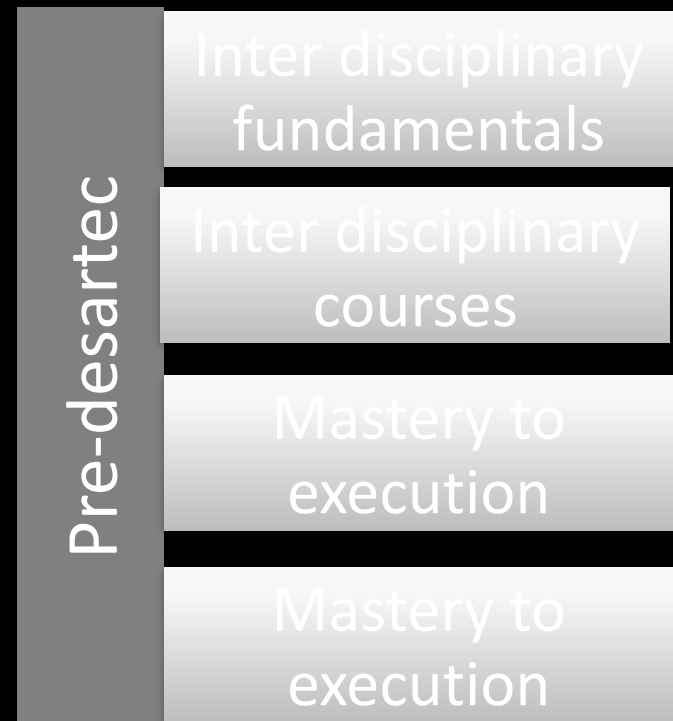 Pre-desartec
Inter disciplinary
fundamentals
Inter disciplinary
courses
Mastery to
execution
Mastery to
execution